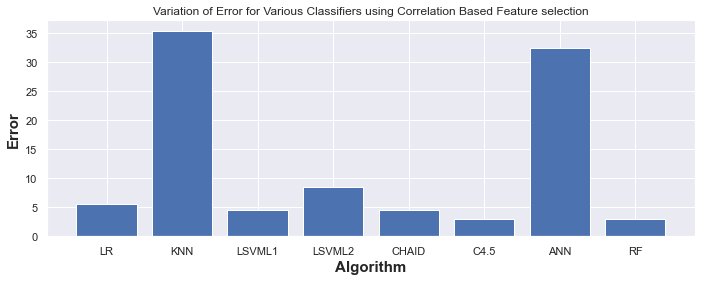 Variation of Error for Various Classifiers using Correlation Based Feature selection
35
30
25
20
15
10
5
0
Error
LR KNN LSVML1 LSVML2 CHAID C4.5 ANN RF
Algorithm